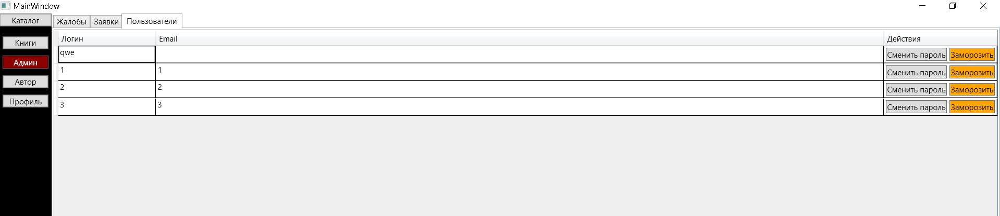 MainWindow
Каталог
Жалобы Заявки Пользователи
Логин Email Действия
Книги
qwe Сменить пароль Заморозить
Админ
1 1 Сменить пароль Заморозить
Автор
2 2 Сменить пароль Заморозить
Профиль
3 3 Сменить пароль Заморозить